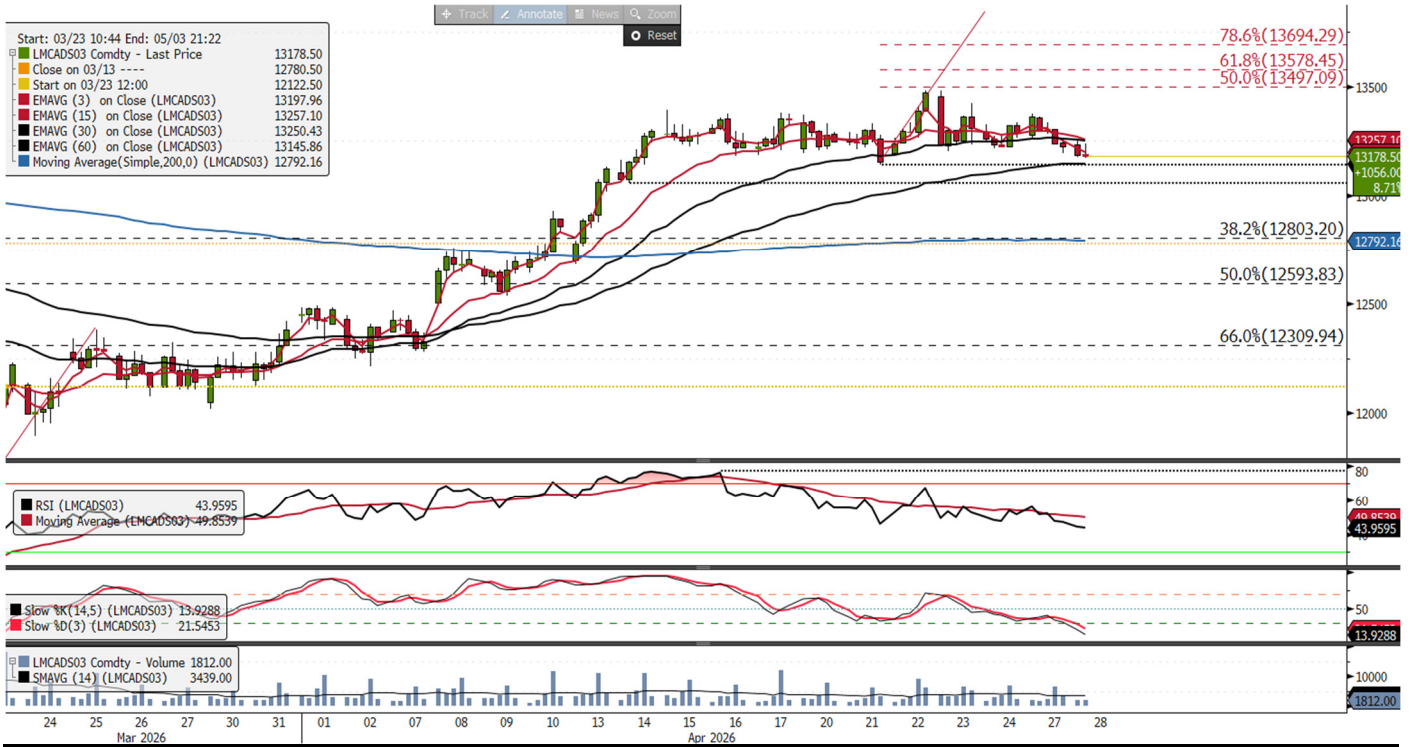 Track Annotate News Zoom
Reset
Start: 03/23 10:44 End: 05/03 21:22
LMCADS03 Comdty - Last Price 13178.50
Close on 03/13 ---- 12780.50
Start on 03/23 12:00 12122.50
EMAVG (3) on Close (LMCADS03) 13197.96
EMAVG (15) on Close (LMCADS03) 13257.10
EMAVG (30) on Close (LMCADS03) 13250.43
EMAVG (60) on Close (LMCADS03) 13145.86
Moving Average(Simple,200,0) (LMCADS03) 12792.16
78.6%(13694.29)
61.8%(13578.45)
50.0%(13497.09)
13500
13257.10
13178.50
+1056.00
8.71%
13000
38.2%(12803.20)
12792.16
50.0%(12593.83)
12500
66.0%(12309.94)
12000
RSI (LMCADS03) 43.9595
Moving Average (LMCADS03) 49.8539
80
60
49.8539
43.9595
Slow %K(14,5) (LMCADS03) 13.9288
Slow %D(3) (LMCADS03) 21.5453
50
13.9288
LMCADS03 Comdty - Volume 1812.00
SMAVG (14) (LMCADS03) 3439.00
10000
1812.00
24 25 26 27 30 31 01 02 07 08 09 10 13 14 15 16 17 20 21 22 23 24 27 28
Mar 2026 Apr 2026